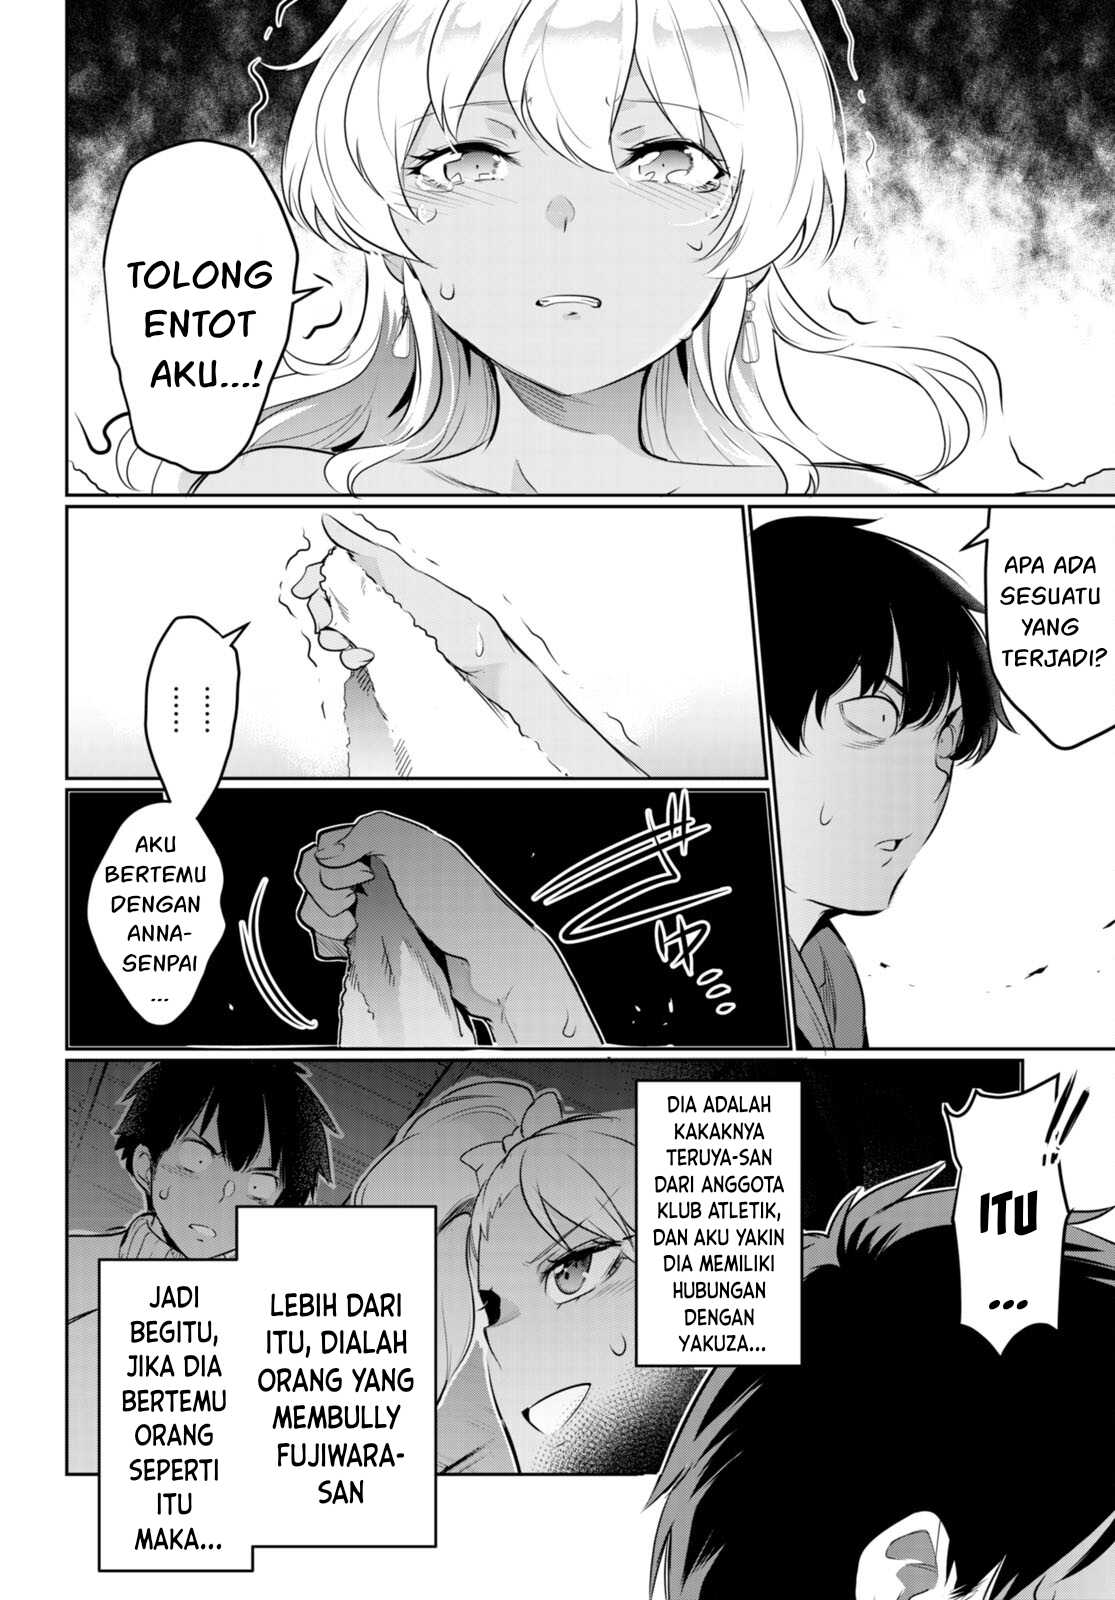 TOLONG
ENTOT
AKU...!
APA ADA
SESUATU
YANG
TERJADI?
......
AKU
BERTEMU
DENGAN
ANNA-
SENPAI
...
ぎゅ...
ITU
...
DIA ADALAH
KAKAKNYA
TERUYA-SAN
DARI ANGGOTA
KLUB ATLETIK,
DAN AKU YAKIN
DIA MEMILIKI
HUBUNGAN
DENGAN
YAKUZA...
LEBIH DARI
ITU, DIALAH
ORANG YANG
MEMBULLY
FUJIWARA-
SAN
JADI
BEGITU,
JIKA DIA
BERTEMU
ORANG
SEPERTI
ITU
MAKA...